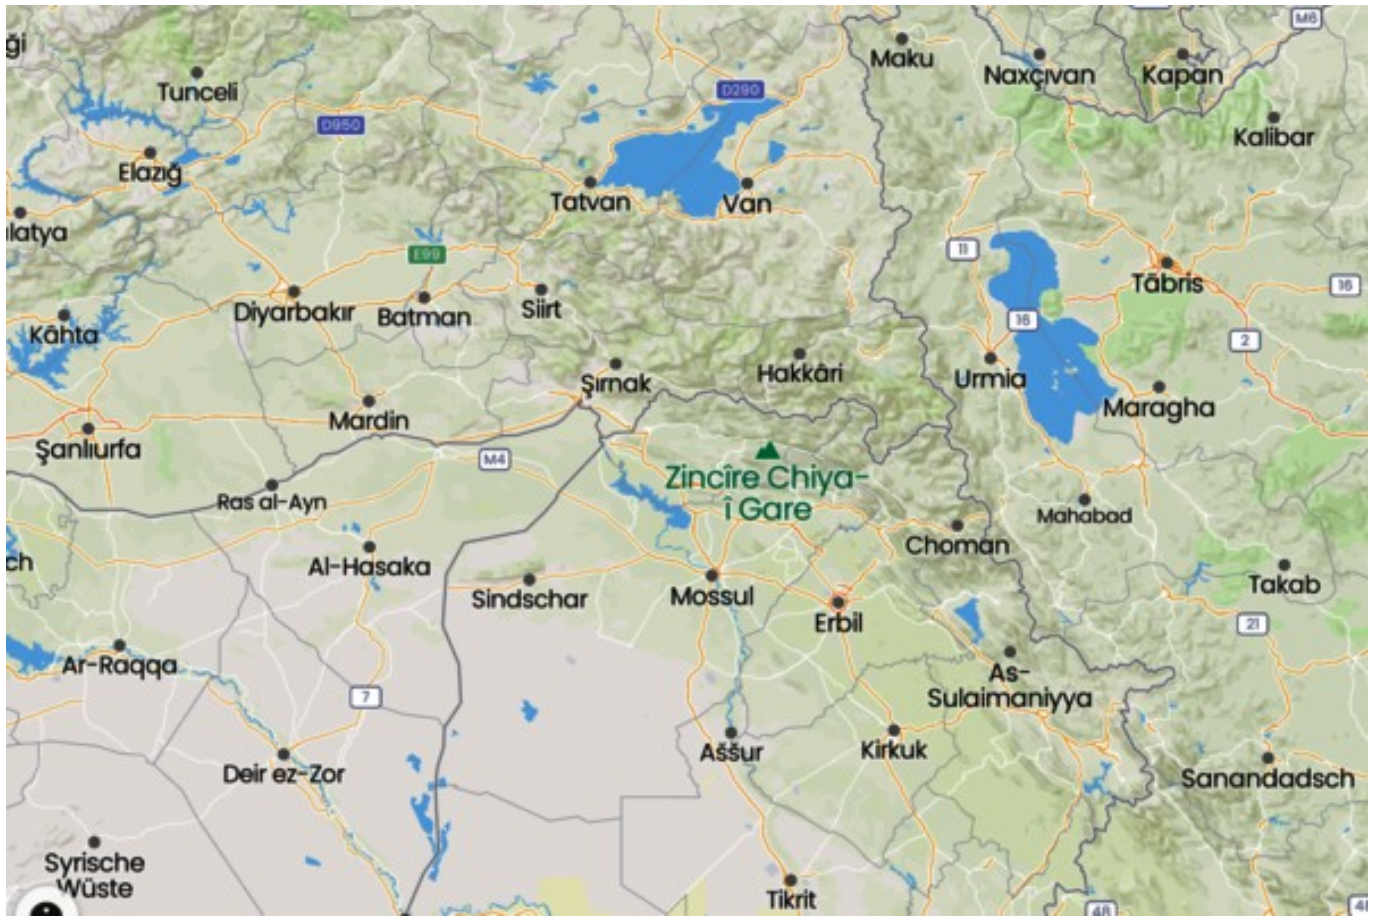 ği
Tunceli
D950
Elazığ
latya
D280
Maku
Naxçıvan
Kapan
M6
Kalibar
Tatvan
Van
E99
11
Tābris
16
Kâhta
Diyarbakır
Batman
Siirt
16
2
Şırnak
Hakkâri
Urmia
Maragha
Mardin
Şanlıurfa
M4
Zincîre Chiya-
î Gare
Ras al-Ayn
Mahabad
Choman
ch
Al-Hasaka
Sindschar
Mossul
Erbil
Takab
21
Ar-Raqqa
7
As-
Sulaimaniyya
Aššur
Kirkuk
Deir ez-Zor
Sanandadsch
Syrische
Wüste
Tikrit
48